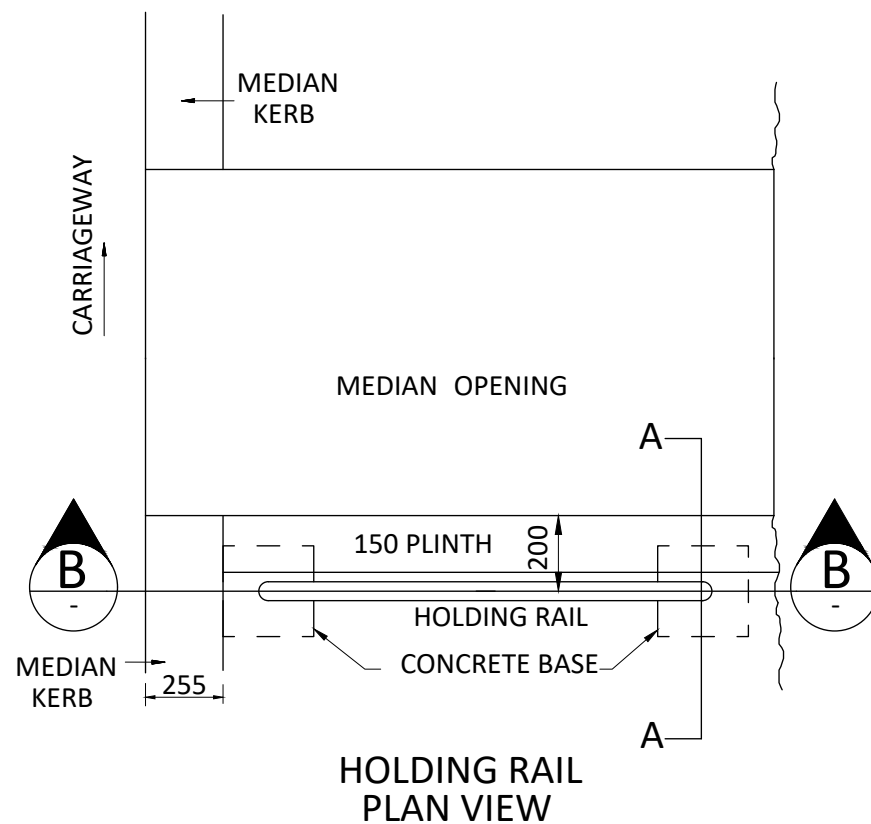 MEDIAN
KERB
CARRIAGEWAY
MEDIAN OPENING
A
B
-
150 PLINTH
200
B
-
HOLDING RAIL
MEDIAN
KERB
CONCRETE BASE
255
A
HOLDING RAIL
PLAN VIEW